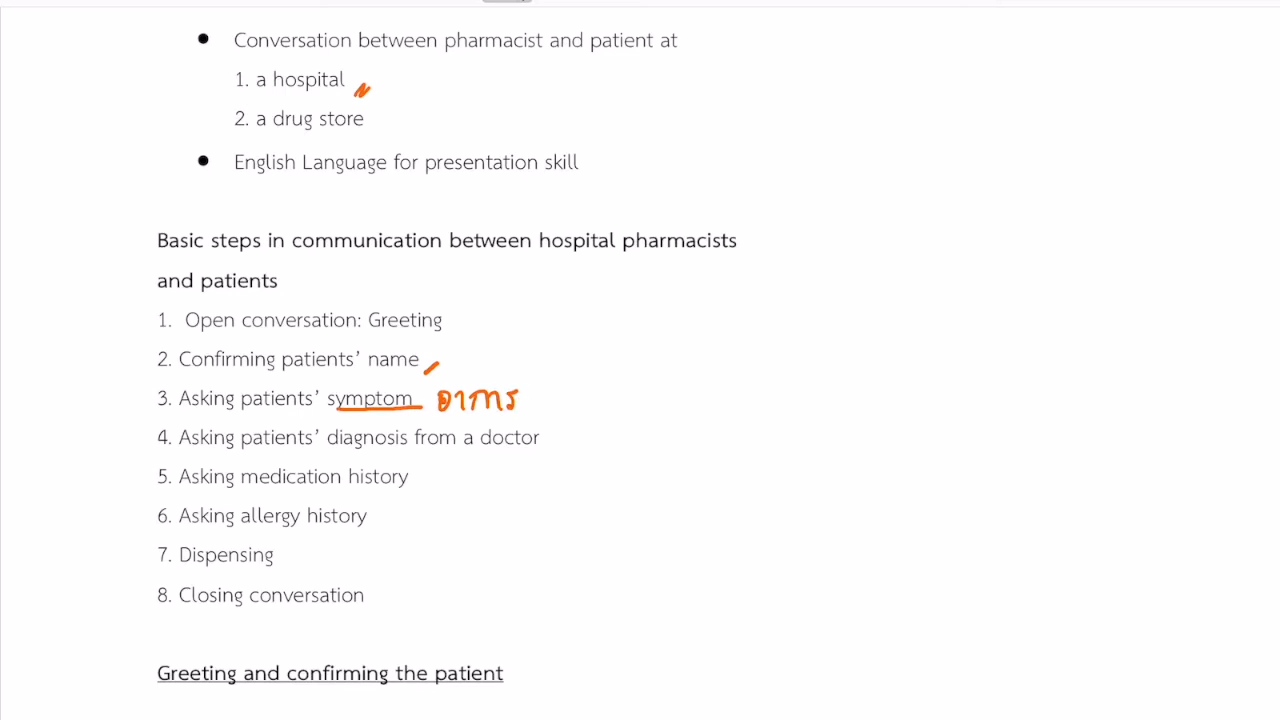 ● Conversation between pharmacist and patient at
1. a hospital
2. a drug store
● English Language for presentation skill
Basic steps in communication between hospital pharmacists
and patients
1. Open conversation: Greeting
2. Confirming patients’ name
3. Asking patients’ symptom อาการ
4. Asking patients’ diagnosis from a doctor
5. Asking medication history
6. Asking allergy history
7. Dispensing
8. Closing conversation
Greeting and confirming the patient